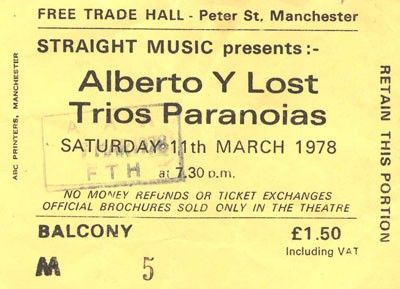 FREE TRADE HALL - Peter St, Manchester
STRAIGHT MUSIC presents :-
Alberto Y Lost
Trios Paranoias
SATURDAY 11th MARCH 1978
at 7.30 p.m.
FTH
NO MONEY REFUNDS OR TICKET EXCHANGES
OFFICIAL BROCHURES SOLD ONLY IN THE THEATRE
BALCONY £1.50
Including VAT
M 5
ABC PRINTERS, MANCHESTER
RETAIN THIS PORTION